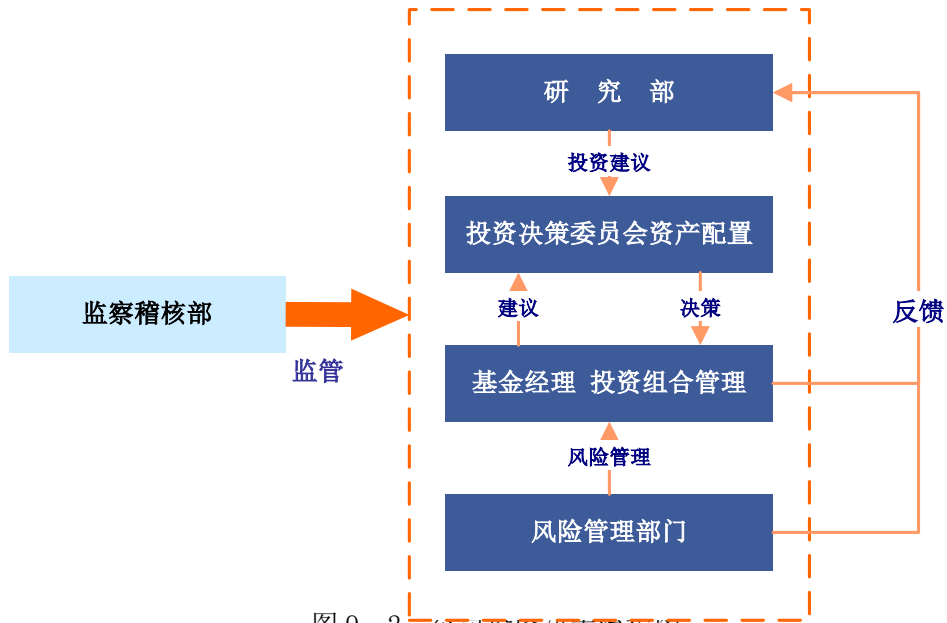 研 究 部
投资建议
投资决策委员会资产配置
建议
决策
监察稽核部
监管
反馈
基金经理 投资组合管理
风险管理
风险管理部门
图 9